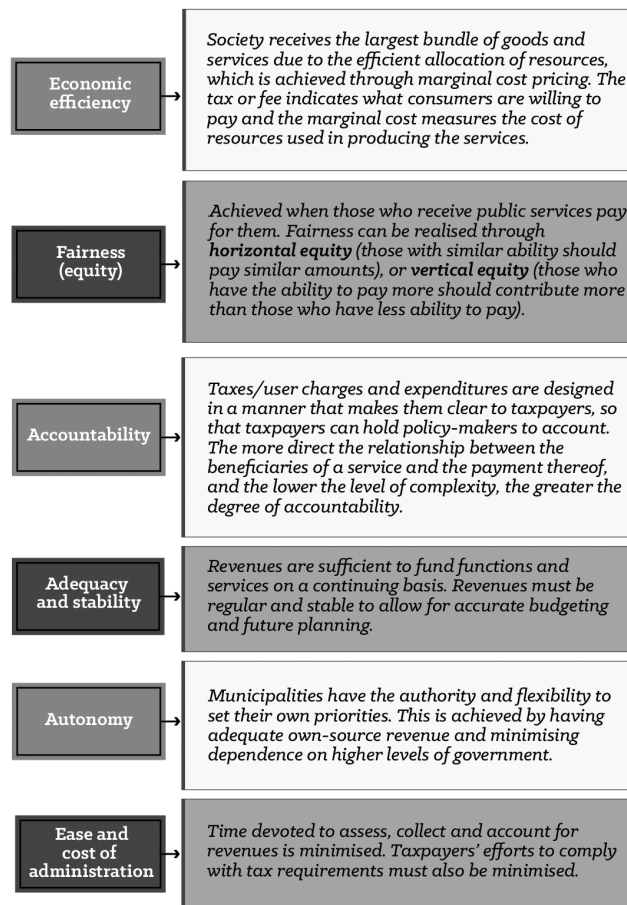 Economic
efficiency
Society receives the largest bundle of goods and
services due to the efficient allocation of resources,
which is achieved through marginal cost pricing. The
tax or fee indicates what consumers are willing to
pay and the marginal cost measures the cost of
resources used in producing the services.
Fairness
(equity)
Achieved when those who receive public services pay
for them. Fairness can be realised through
horizontal equity (those with similar ability should
pay similar amounts), or vertical equity (those who
have the ability to pay more should contribute more
than those who have less ability to pay).
Accountability
Taxes/user charges and expenditures are designed
in a manner that makes them clear to taxpayers, so
that taxpayers can hold policy-makers to account.
The more direct the relationship between the
beneficiaries of a service and the payment thereof,
and the lower the level of complexity, the greater the
degree of accountability.
Adequacy
and stability
Revenues are sufficient to fund functions and
services on a continuing basis. Revenues must be
regular and stable to allow for accurate budgeting
and future planning.
Autonomy
Municipalities have the authority and flexibility to
set their own priorities. This is achieved by having
adequate own-source revenue and minimising
dependence on higher levels of government.
Ease and
cost of
administration
Time devoted to assess, collect and account for
revenues is minimised. Taxpayers’ efforts to comply
with tax requirements must also be minimised.